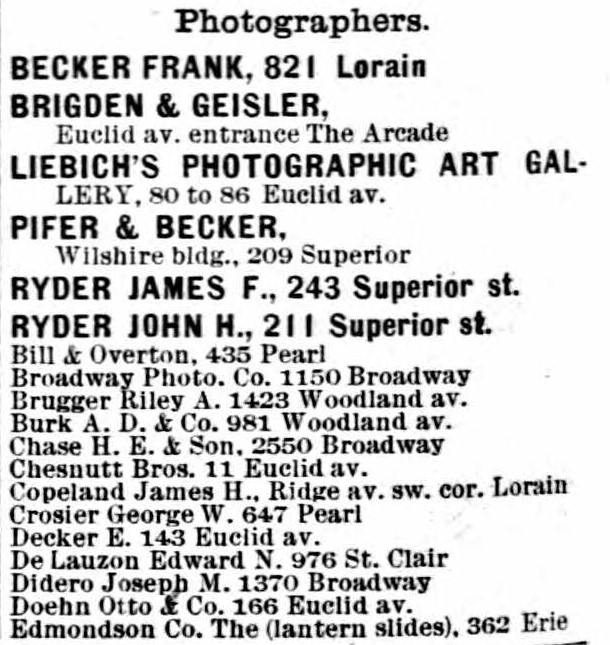 Photographers.
BECKER FRANK, 821 Lorain
BRIGDEN & GEISLER,
Euclid av. entrance The Arcade
LIEBICH'S PHOTOGRAPHIC ART GAL-
LERY, 80 to 86 Euclid av.
PIFER & BECKER,
Wilshire bldg., 209 Superior
RYDER JAMES F., 243 Superior st.
RYDER JOHN H., 211 Superior st.
Bill & Overton, 435 Pearl
Broadway Photo. Co. 1150 Broadway
Brugger Riley A. 1423 Woodland av.
Burk A. D. & Co. 981 Woodland av.
Chase H. E. & Son, 2550 Broadway
Chesnutt Bros. 11 Euclid av.
Copeland James H., Ridge av. sw. cor. Lorain
Crosier George W. 647 Pearl
Decker E. 143 Euclid av.
De Lauzon Edward N. 976 St. Clair
Didero Joseph M. 1370 Broadway
Doehn Otto & Co. 166 Euclid av.
Edmondson Co. The (lantern slides), 362 Erie